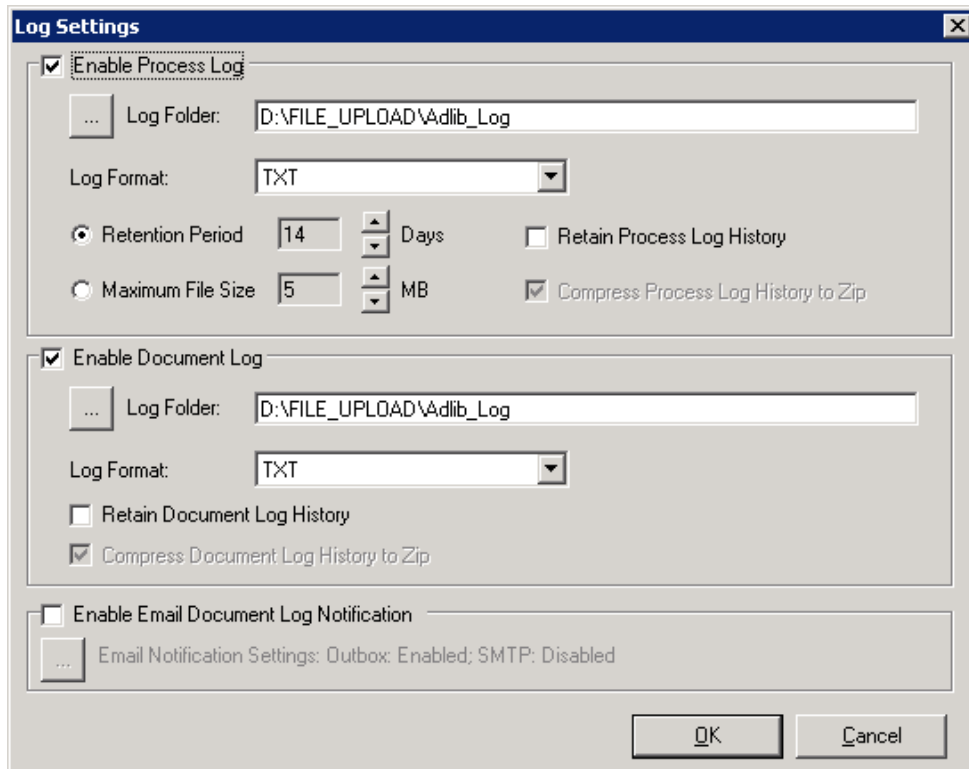 Log Settings
Enable Process Log
... Log Folder: D:\FILE_UPLOAD\Adlib_Log
Log Format: TXT
Retention Period 14 Days Retain Process Log History
Maximum File Size 5 MB Compress Process Log History to Zip
Enable Document Log
... Log Folder: D:\FILE_UPLOAD\Adlib_Log
Log Format: TXT
Retain Document Log History
Compress Document Log History to Zip
Enable Email Document Log Notification
... Email Notification Settings: Outbox: Enabled; SMTP: Disabled
OK Cancel